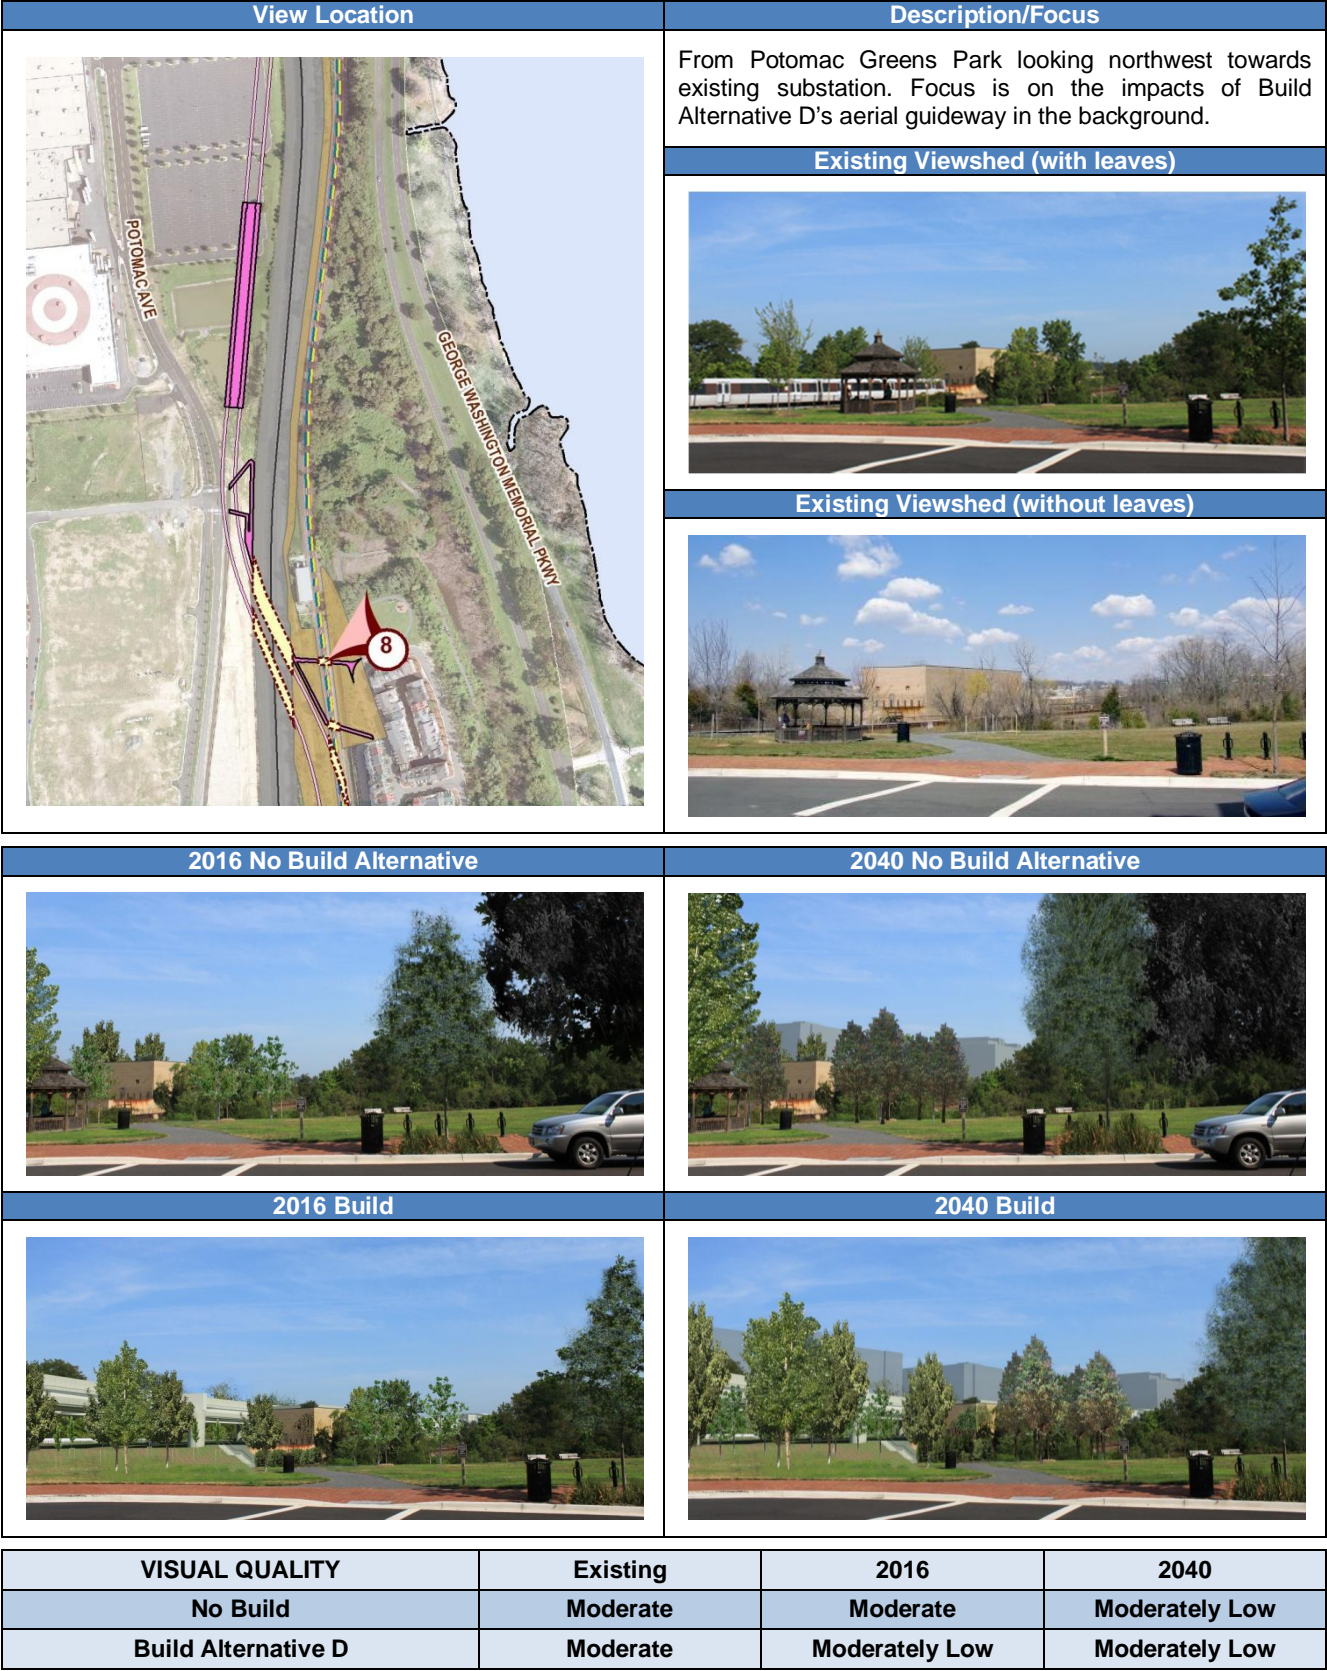 View Location
Description/Focus
From Potomac Greens Park looking northwest towards
existing substation. Focus is on the impacts of Build
Alternative D's aerial guideway in the background.
POTOMAC AVE
GEORGE WASHINGTON MEMORIAL PKWY
8
Existing Viewshed (with leaves)
Existing Viewshed (without leaves)
2016 No Build Alternative
2040 No Build Alternative
2016 Build
2040 Build
VISUAL QUALITY Existing 2016 2040
No Build Moderate Moderate Moderately Low
Build Alternative D Moderate Moderately Low Moderately Low